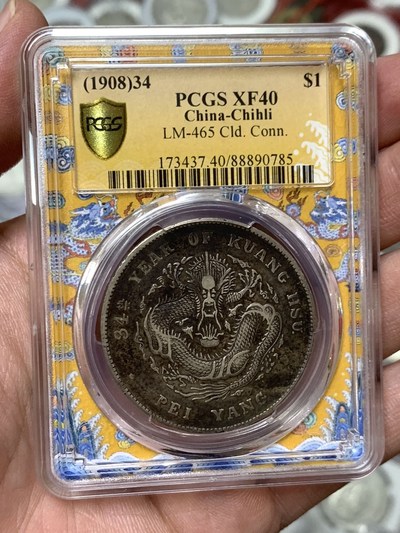 (1908)34 $1
PCGS XF40
China-Chihli
LM-465 Cld. Conn.
173437.40/88890785
PCGS
34th YEAR OF KUANG HSU
PEI YANG